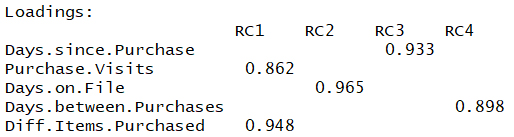 Loadings:
                      RC1    RC2    RC3    RC4
Days.since.Purchase                 0.933
Purchase.Visits       0.862
Days.on.File                 0.965
Days.between.Purchases                     0.898
Diff.Items.Purchased  0.948